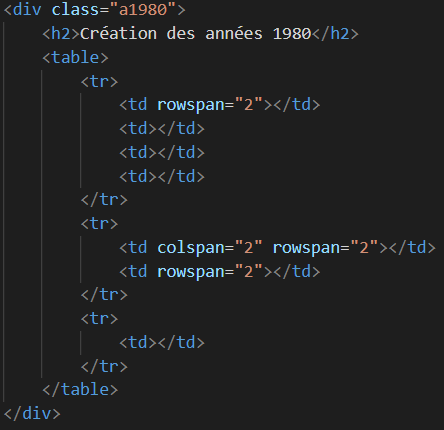 <div class="a1980">
    <h2>Création des années 1980</h2>
    <table>
        <tr>
            <td rowspan="2"></td>
            <td></td>
            <td></td>
            <td></td>
        </tr>
        <tr>
            <td colspan="2" rowspan="2"></td>
            <td rowspan="2"></td>
        </tr>
        <tr>
            <td></td>
        </tr>
    </table>
</div>